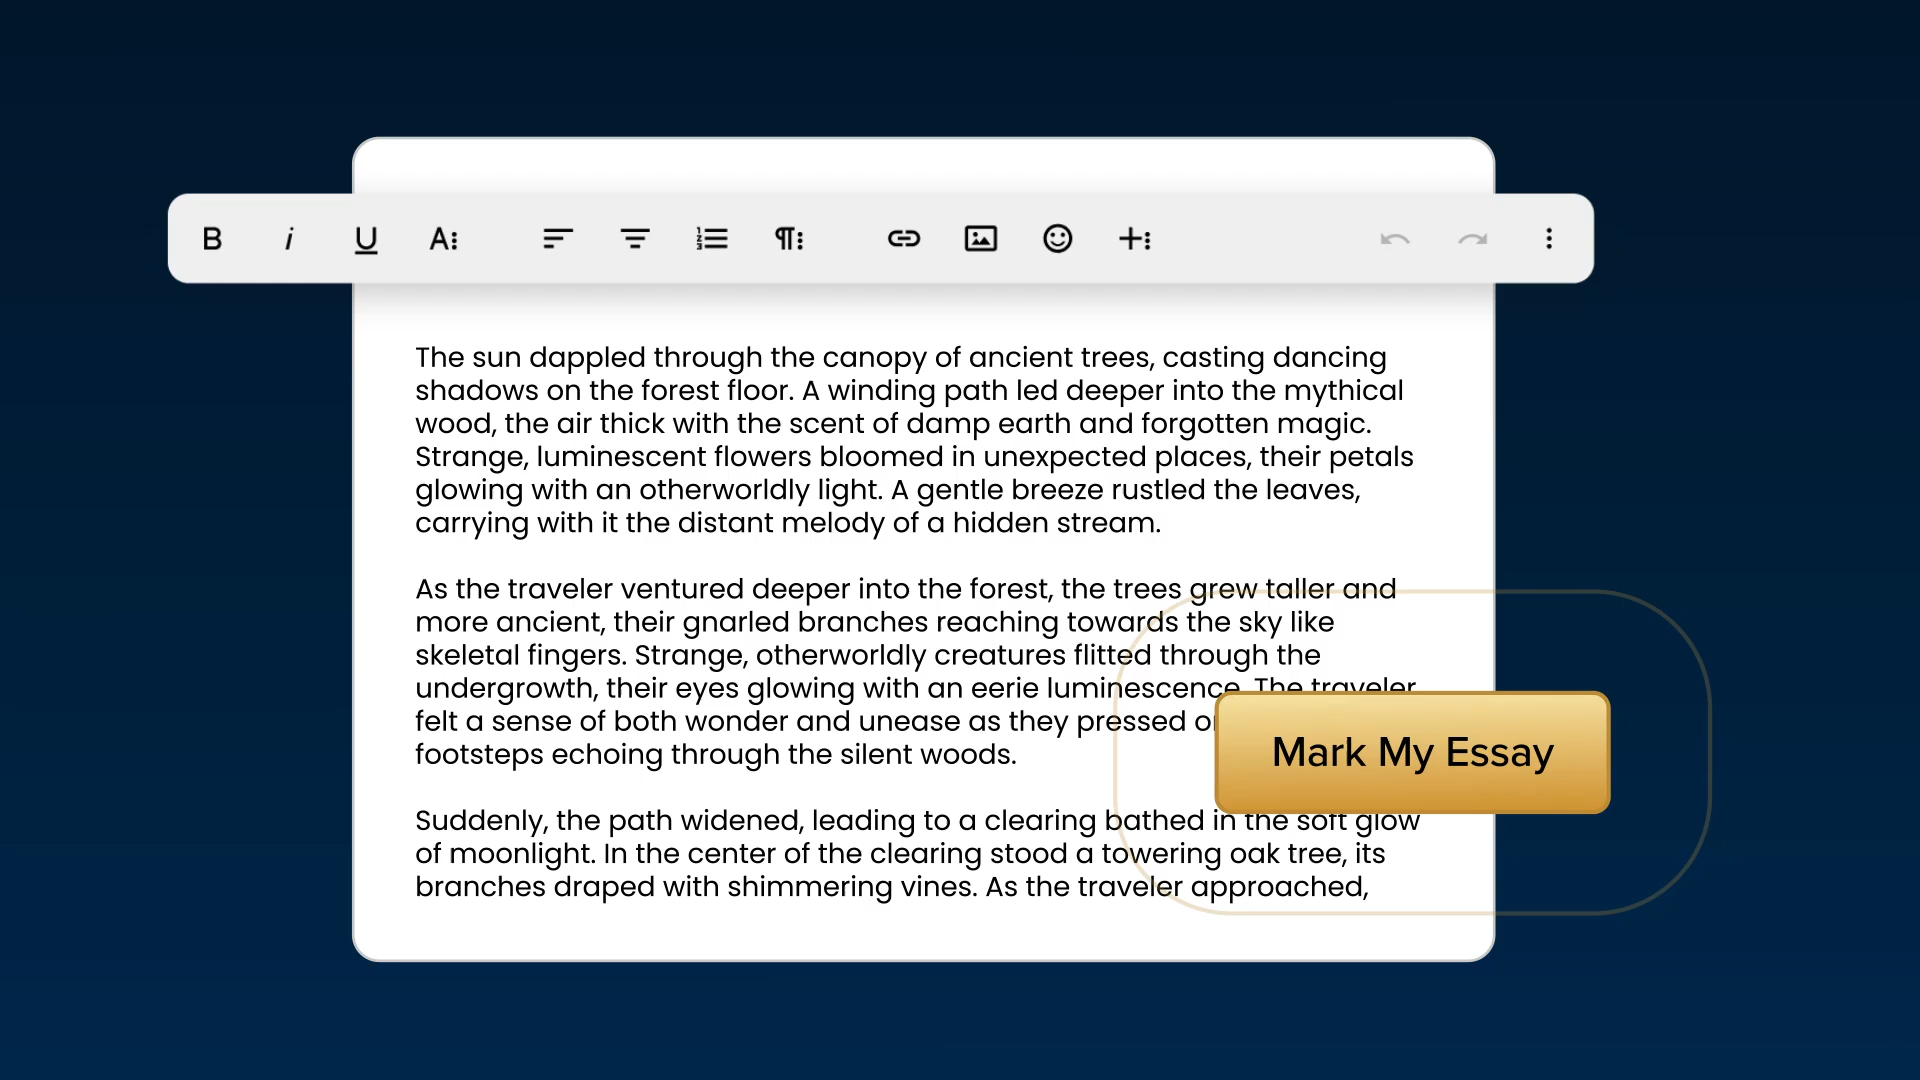 B i U A
The sun dappled through the canopy of ancient trees, casting dancing
shadows on the forest floor. A winding path led deeper into the mythical
wood, the air thick with the scent of damp earth and forgotten magic.
Strange, luminescent flowers bloomed in unexpected places, their petals
glowing with an otherworldly light. A gentle breeze rustled the leaves,
carrying with it the distant melody of a hidden stream.
As the traveler ventured deeper into the forest, the trees grew taller and
more ancient, their gnarled branches reaching towards the sky like
skeletal fingers. Strange, otherworldly creatures flitted through the
undergrowth, their eyes glowing with an eerie luminescence. The traveler
felt a sense of both wonder and unease as they pressed
footsteps echoing through the silent woods.
Mark My Essay
Suddenly, the path widened, leading to a clearing bathed in the soft glow
of moonlight. In the center of the clearing stood a towering oak tree, its
branches draped with shimmering vines. As the traveler approached,